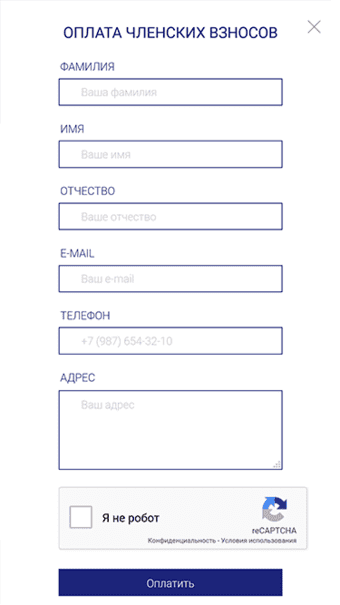 ОПЛАТА ЧЛЕНСКИХ ВЗНОСОВ
ФАМИЛИЯ
Ваша фамилия
ИМЯ
Ваше имя
ОТЧЕСТВО
Ваше отчество
E-MAIL
Ваш e-mail
ТЕЛЕФОН
+7 (987) 654-32-10
АДРЕС
Ваш адрес
Я не робот
reCAPTCHA
Конфиденциальность - Условия использования
Оплатить